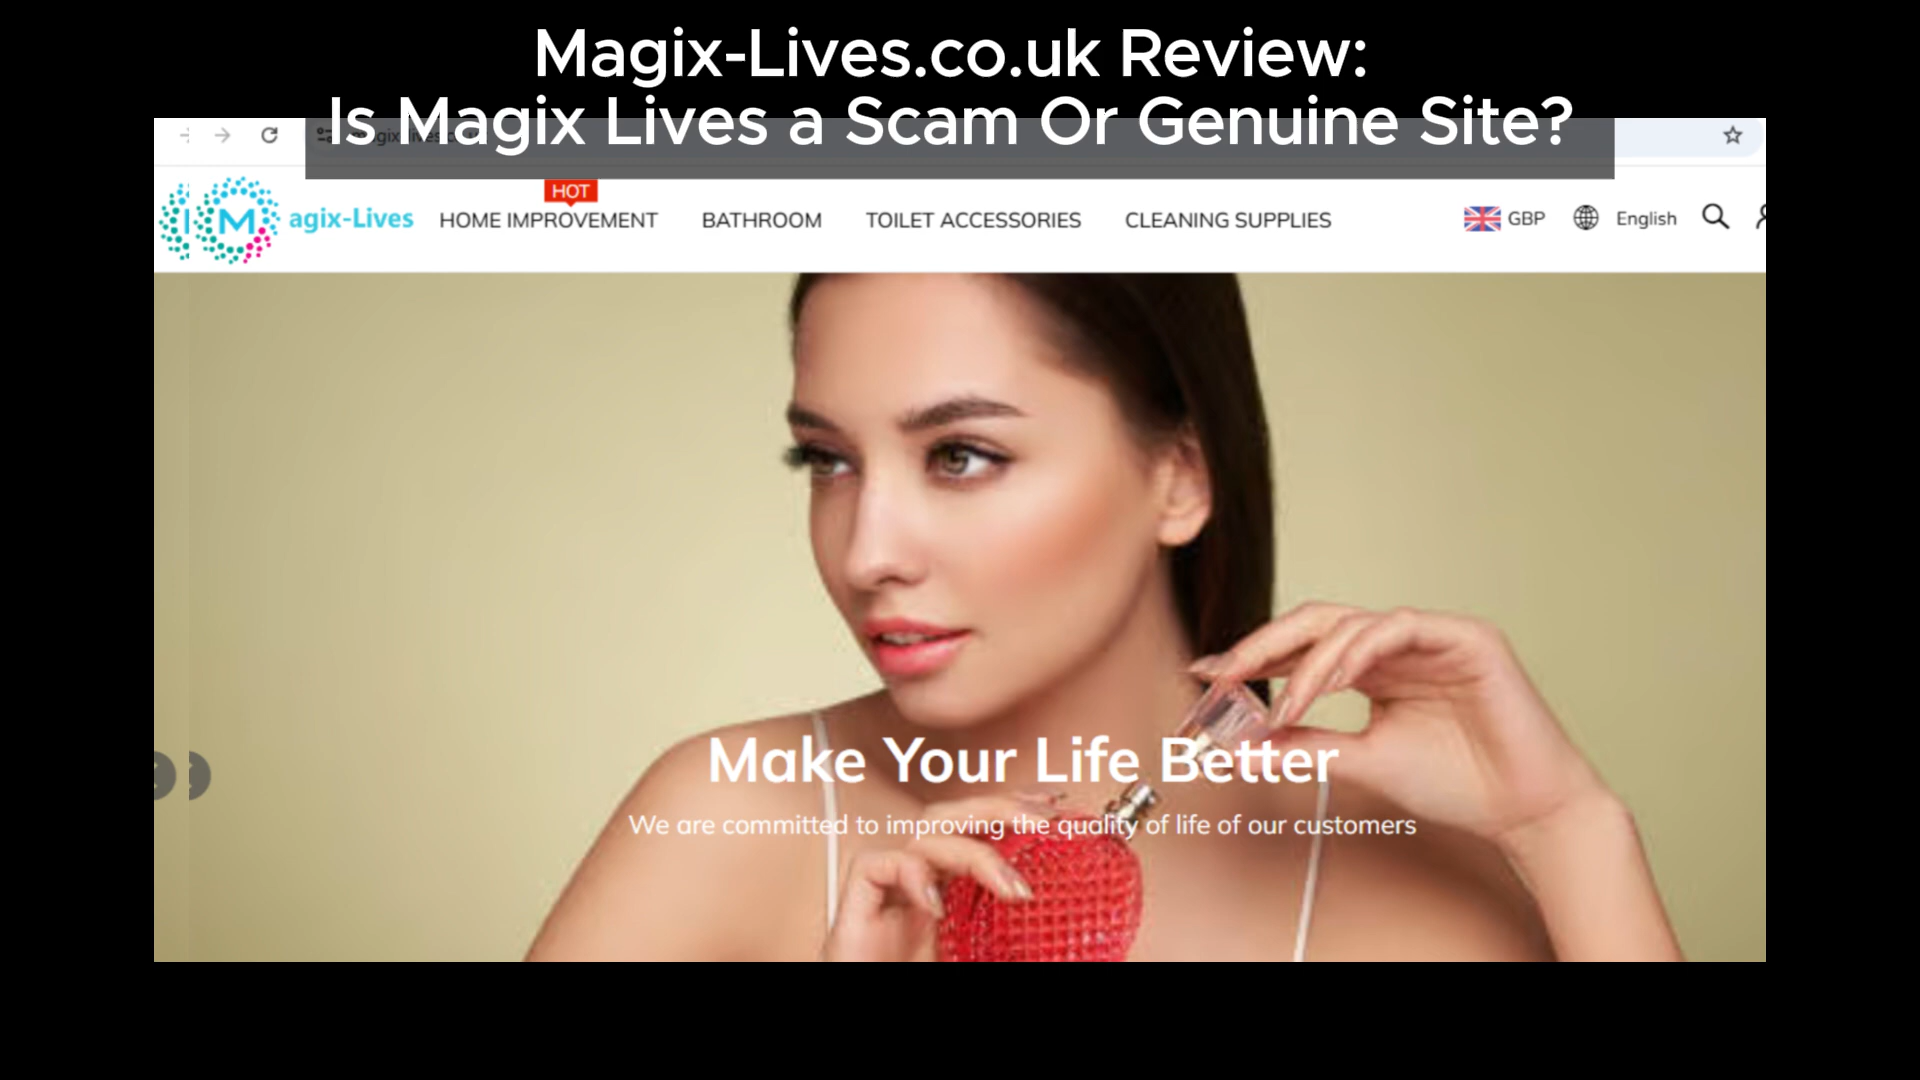 Magix-Lives.co.uk Review:
Is Magix Lives a Scam Or Genuine Site?
HOT
M agix-Lives HOME IMPROVEMENT BATHROOM TOILET ACCESSORIES CLEANING SUPPLIES GBP English
Make Your Life Better
We are committed to improving the quality of life of our customers